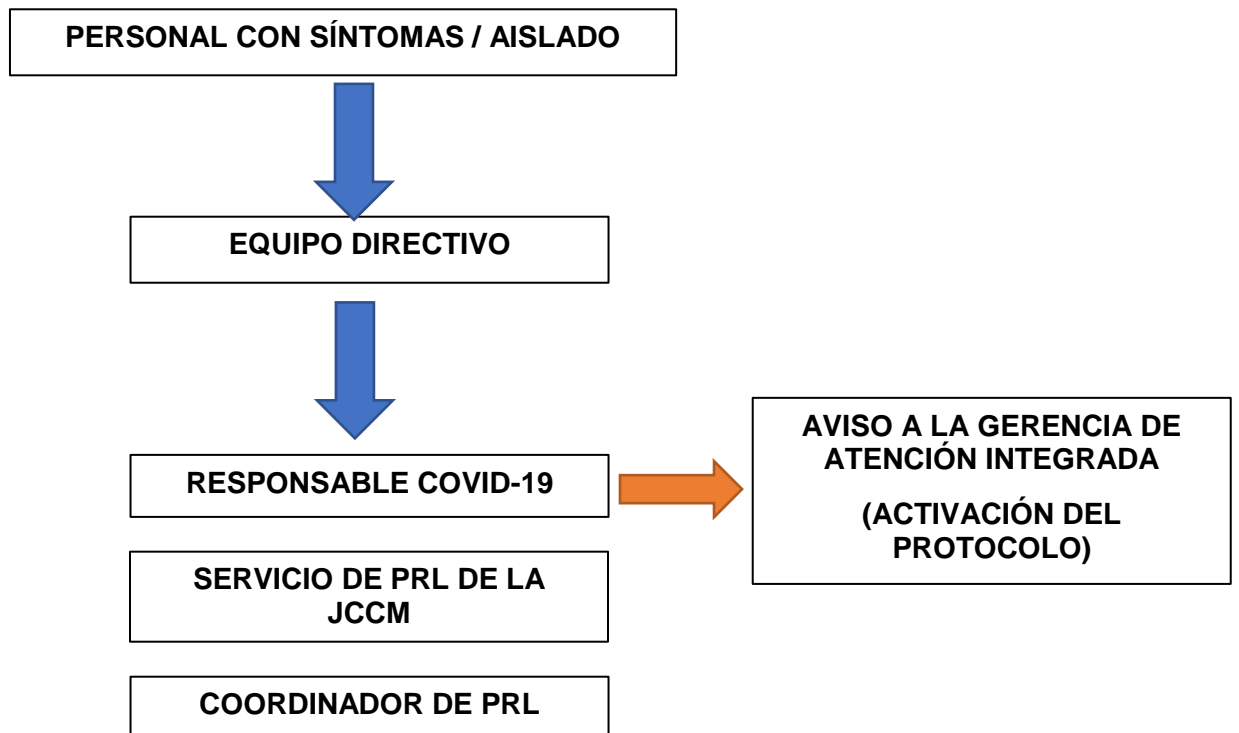 PERSONAL CON SÍNTOMAS / AISLADO
EQUIPO DIRECTIVO
RESPONSABLE COVID-19
AVISO A LA GERENCIA DE
ATENCIÓN INTEGRADA
(ACTIVACIÓN DEL
PROTOCOLO)
SERVICIO DE PRL DE LA
JCCM
COORDINADOR DE PRL